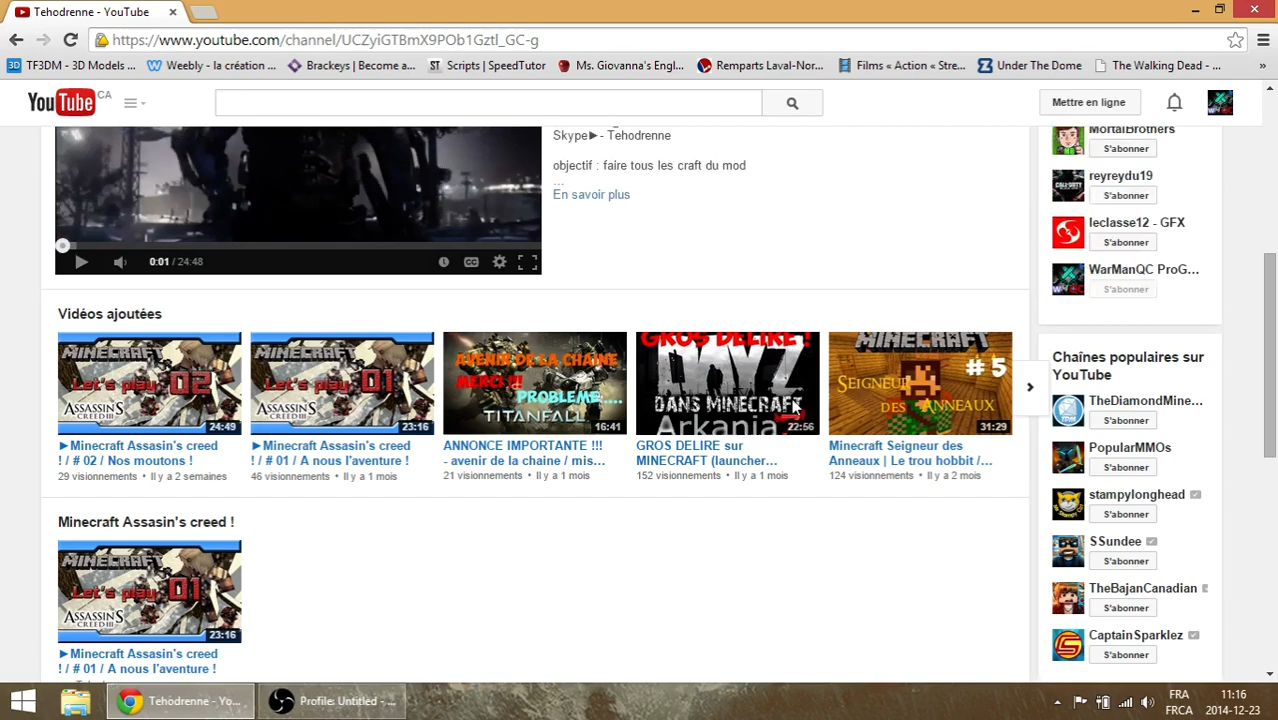 Tehodrenne - YouTube
https://www.youtube.com/channel/UCZyiGTBmX9POb1Gztl_GC-g
TF3DM - 3D Models ...
Weebly - la création ...
Brackeys | Become a...
ST Scripts | SpeedTutor
Ms. Giovanna's Engl...
Remparts Laval-Nor...
Films « Action « Stre...
Under The Dome
The Walking Dead - ...
»
YouTube CA
Mettre en ligne
Skype►- Tehodrenne
objectif : faire tous les craft du mod
...
En savoir plus
0:01 / 24:48
MortalBrothers
S'abonner
reyreydu19
S'abonner
leclasse12 - GFX
S'abonner
WarManQC ProG...
S'abonner
Vidéos ajoutées
MINECRAFT
Let's play 02
ASSASSIN'S CREED III
24:49
►Minecraft Assasin's creed
! / # 02 / Nos moutons !
29 visionnements • Il y a 2 semaines
MINECRAFT
Let's play 01
ASSASSIN'S CREED III
23:16
►Minecraft Assasin's creed
! / # 01 / A nous l'aventure !
46 visionnements • Il y a 1 mois
AVENIR DE LA CHAINE
MERCI !!!
PROBLEME....
TITANFALL
16:41
ANNONCE IMPORTANTE !!!
- avenir de la chaine / mis...
21 visionnements • Il y a 1 mois
GROS DELIRE !
DAYZ
DANS MINECRAFT
Arkania
22:56
GROS DELIRE sur
MINECRAFT (launcher...
152 visionnements • Il y a 1 mois
MINECRAFT
# 5
SEIGNEUR
DES ANNEAUX
31:29
Minecraft Seigneur des
Anneaux | Le trou hobbit /...
124 visionnements • Il y a 2 mois
Chaînes populaires sur
YouTube
TheDiamondMine...
S'abonner
PopularMMOs
S'abonner
stampylonghead
S'abonner
SSundee
S'abonner
TheBajanCanadian
S'abonner
CaptainSparklez
S'abonner
Minecraft Assasin's creed !
MINECRAFT
Let's play 01
ASSASSIN'S CREED III
23:16
►Minecraft Assasin's creed
! / # 01 / A nous l'aventure !
Tehodrenne - Yo...
Profile: Untitled - ...
FRA
FRCA
11:16
2014-12-23